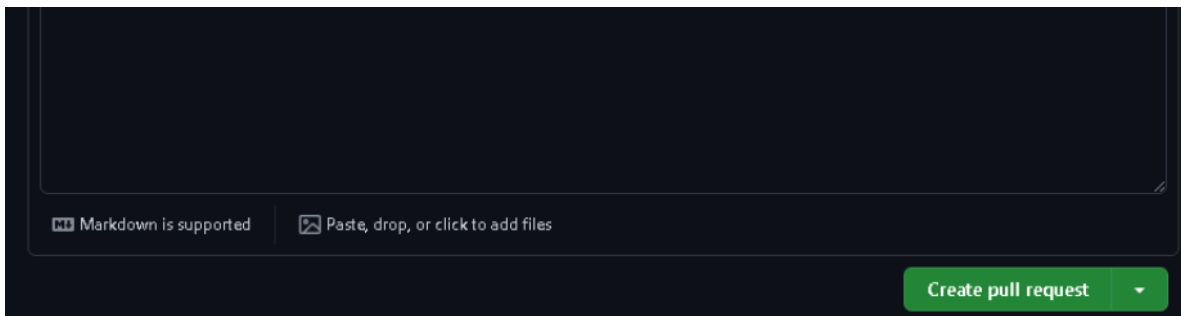 Markdown is supported
Paste, drop, or click to add files
Create pull request